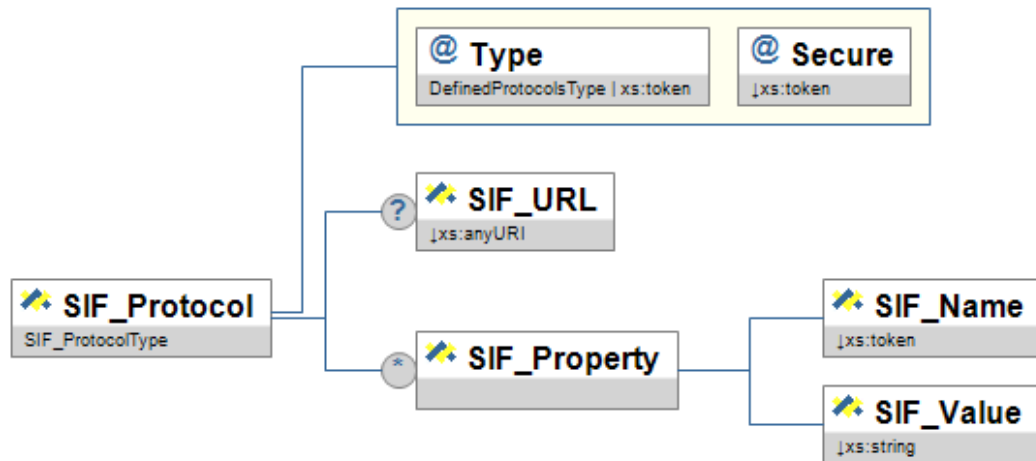 @ Type
DefinedProtocolsType | xs:token
@ Secure
↓xs:token
? SIF_URL
↓xs:anyURI
SIF_Protocol
SIF_ProtocolType
* SIF_Property
SIF_Name
↓xs:token
SIF_Value
↓xs:string